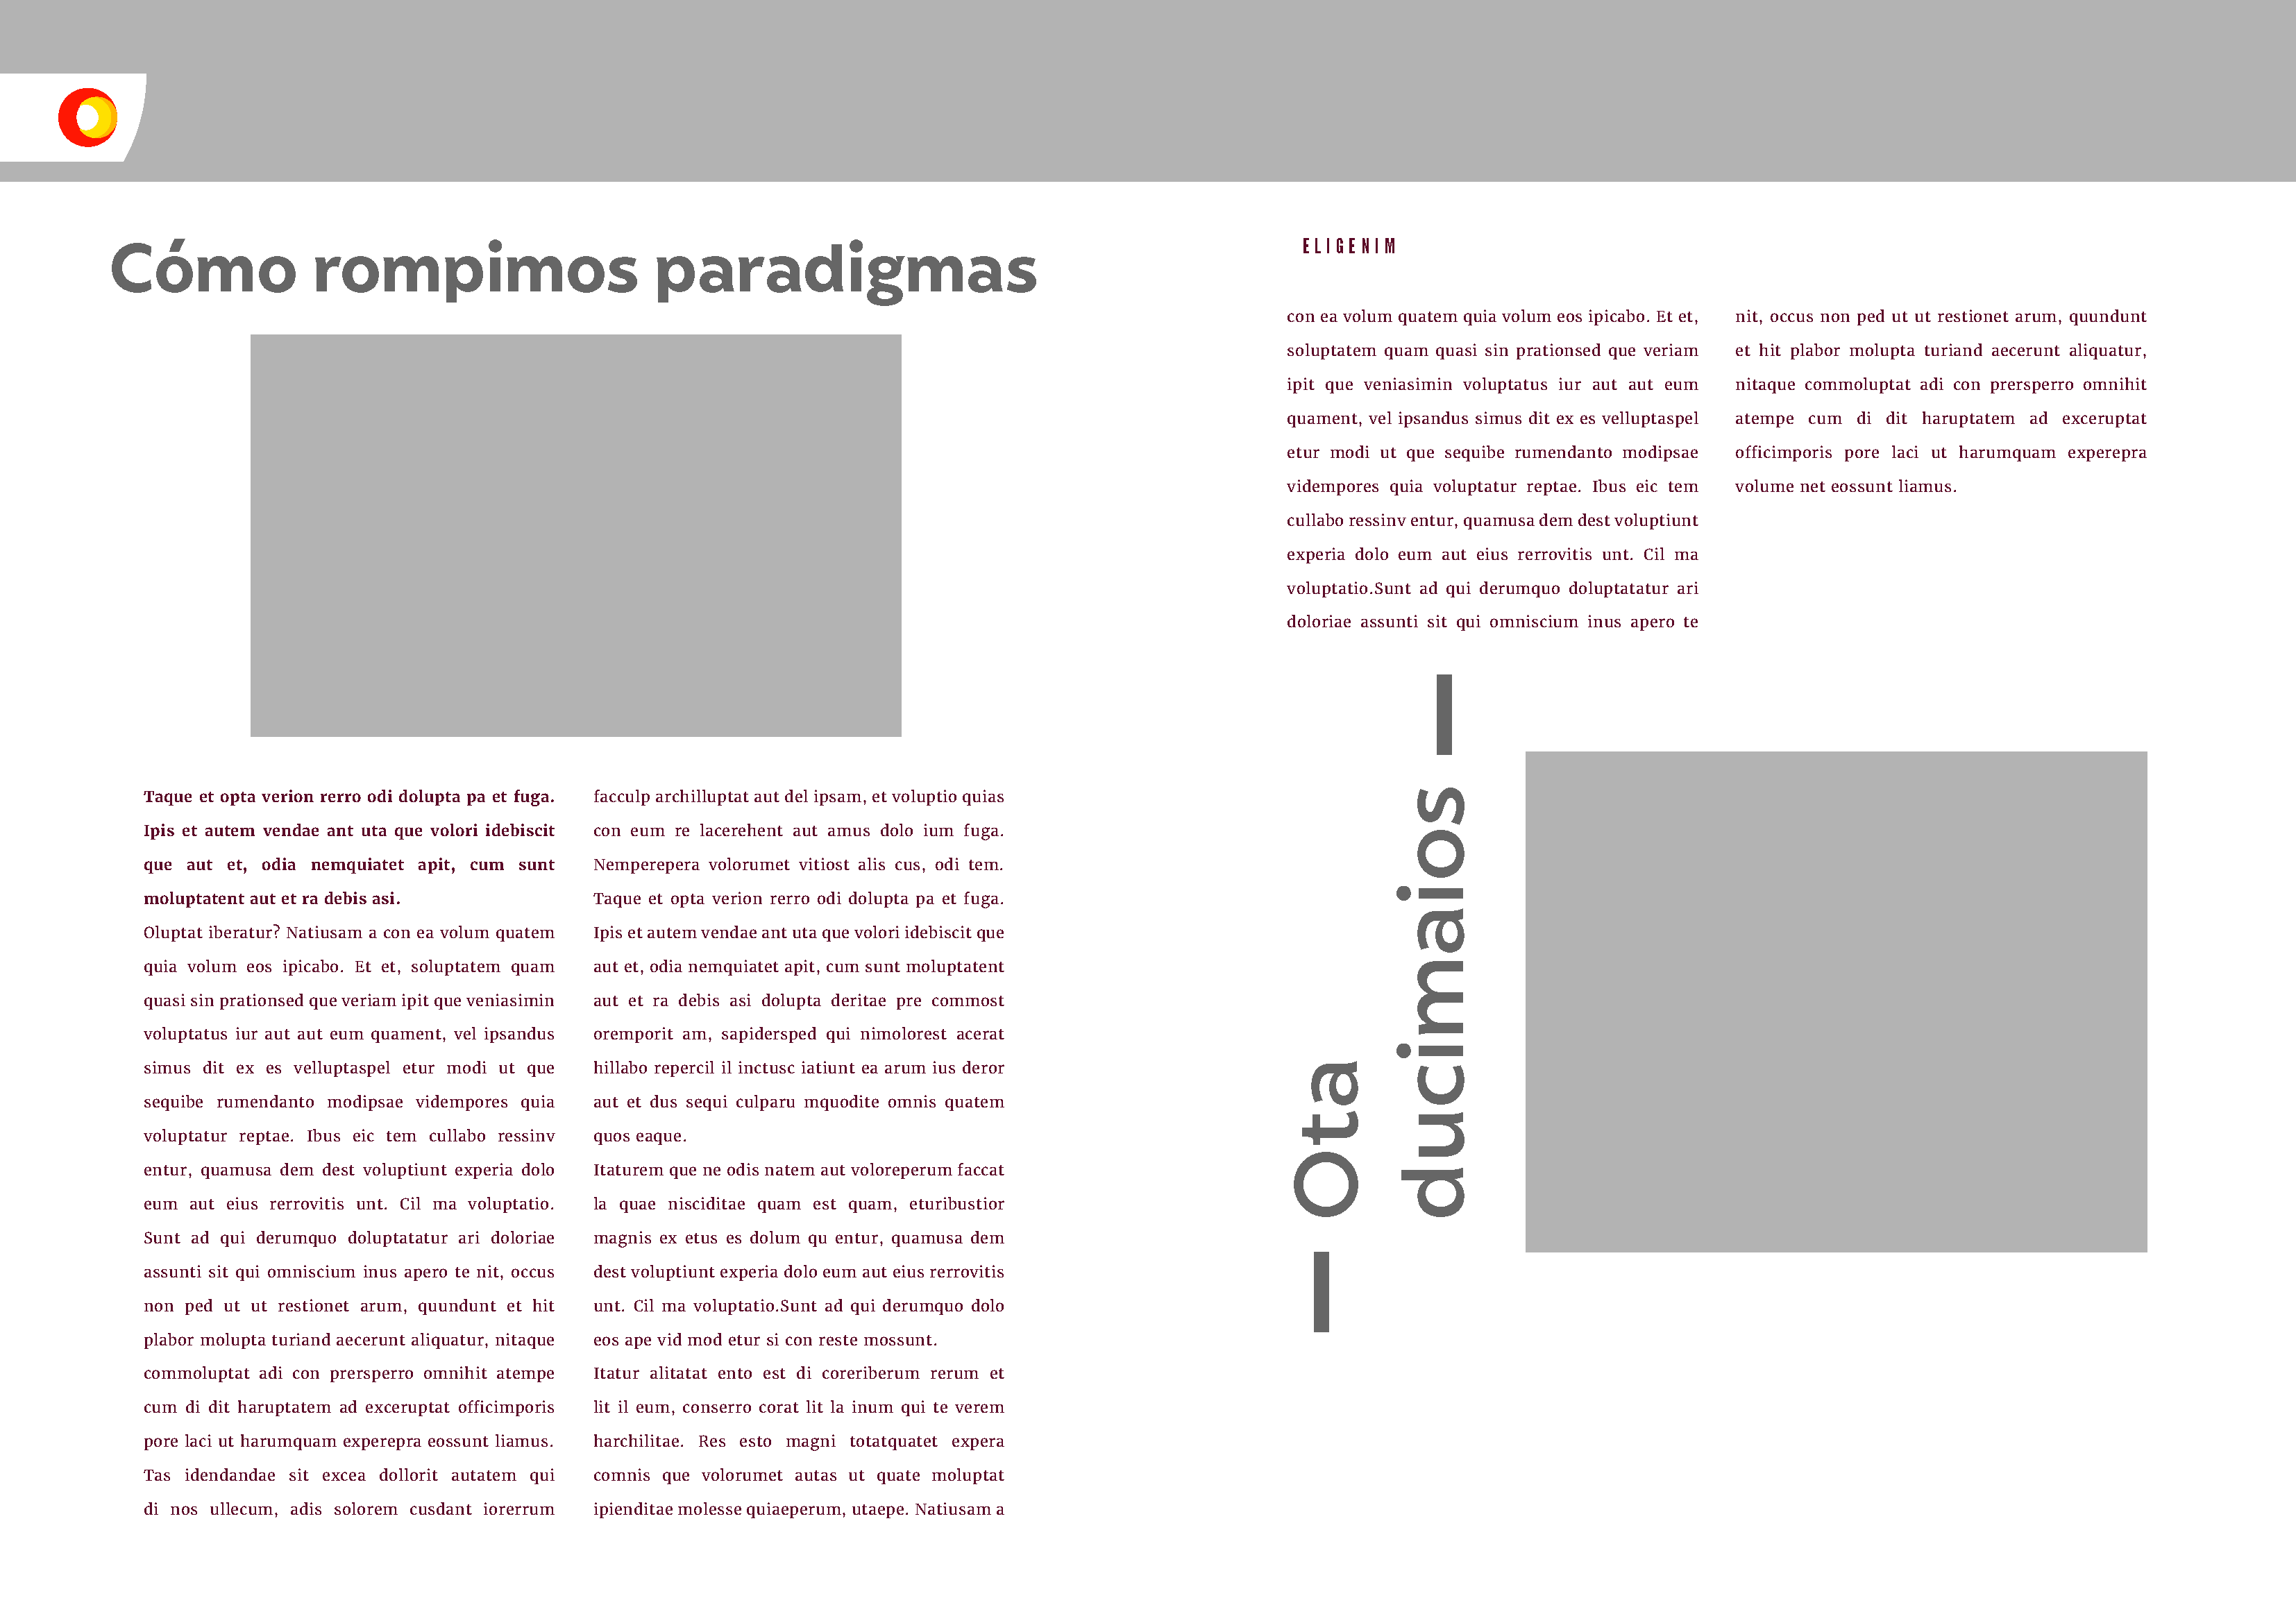 Cómo rompimos paradigmas
Taque et opta verion rerro odi dolupta pa et fuga.
Ipis et autem vendae ant uta que volori idebiscit
que aut et, odia nemquiatet apit, cum sunt
moluptatent aut et ra debis asi.
Oluptat iberatur? Natiusam a con ea volum quatem
quia volum eos ipicabo. Et et, soluptatem quam
quasi sin prationsed que veriam ipit que veniasimin
voluptatus iur aut aut eum quament, vel ipsandus
simus dit ex es velluptaspel etur modi ut que
sequibe rumendanto modipsae vidempores quia
voluptatur reptae. Ibus eic tem cullabo ressinv
entur, quamusa dem dest voluptiunt experia dolo
eum aut eius rerrovitis unt. Cil ma voluptatio.
Sunt ad qui derumquo doluptatatur ari doloriae
assunti sit qui omniscium inus apero te nit, occus
non ped ut ut restionet arum, quundunt et hit
plabor molupta turiand aecerunt aliquatur, nitaque
commoluptat adi con prersperro omnihit atempe
cum di dit haruptatem ad exceruptat officimporis
pore laci ut harumquam experepra eossunt liamus.
Tas idendandae sit excea dollorit autatem qui
di nos ullecum, adis solorem cusdant iorerrum
facculp archilluptat aut del ipsam, et voluptio quias
con eum re lacerehent aut amus dolo ium fuga.
Nemperepera volorumet vitiost alis cus, odi tem.
Taque et opta verion rerro odi dolupta pa et fuga.
Ipis et autem vendae ant uta que volori idebiscit que
aut et, odia nemquiatet apit, cum sunt moluptatent
aut et ra debis asi dolupta deritae pre commost
oremporit am, sapidersped qui nimolorest acerat
hillabo repercil il inctusc iatiunt ea arum ius deror
aut et dus sequi culparu mquodite omnis quatem
quos eaque.
Itaturem que ne odis natem aut voloreperum faccat
la quae nisciditae quam est quam, eturibustior
magnis ex etus es dolum qu entur, quamusa dem
dest voluptiunt experia dolo eum aut eius rerrovitis
unt. Cil ma voluptatio.Sunt ad qui derumquo dolo
eos ape vid mod etur si con reste mossunt.
Itatur alitatat ento est di coreriberum rerum et
lit il eum, conserro corat lit la inum qui te verem
harchilitae. Res esto magni totatquatet expera
comnis que volorumet autas ut quate moluptat
ipienditae molesse quiaeperum, utaepe. Natiusam a
ELIGENIM
con ea volum quatem quia volum eos ipicabo. Et et,
soluptatem quam quasi sin prationsed que veriam
ipit que veniasimin voluptatus iur aut aut eum
quament, vel ipsandus simus dit ex es velluptaspel
etur modi ut que sequibe rumendanto modipsae
vidempores quia voluptatur reptae. Ibus eic tem
cullabo ressinv entur, quamusa dem dest voluptiunt
experia dolo eum aut eius rerrovitis unt. Cil ma
voluptatio.Sunt ad qui derumquo doluptatatur ari
doloriae assunti sit qui omniscium inus apero te
nit, occus non ped ut ut restionet arum, quundunt
et hit plabor molupta turiand aecerunt aliquatur,
nitaque commoluptat adi con prersperro omnihit
atempe cum di dit haruptatem ad exceruptat
officimporis pore laci ut harumquam experepra
volume net eossunt liamus.
— Ota
ducimaios —